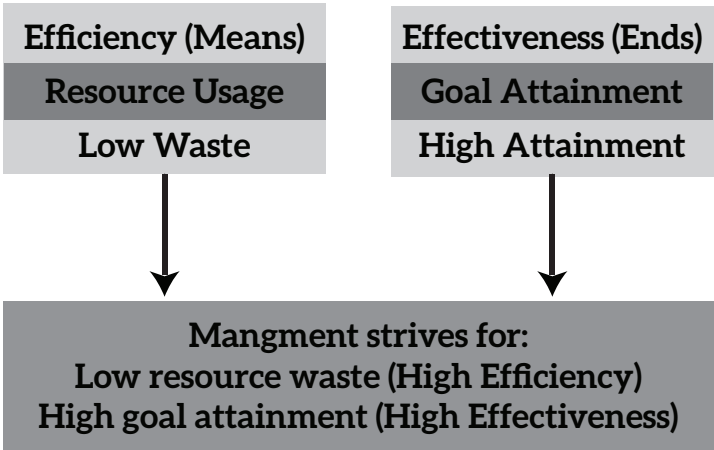 Efficiency (Means)
Resource Usage
Low Waste
Effectiveness (Ends)
Goal Attainment
High Attainment
Mangment strives for:
Low resource waste (High Efficiency)
High goal attainment (High Effectiveness)